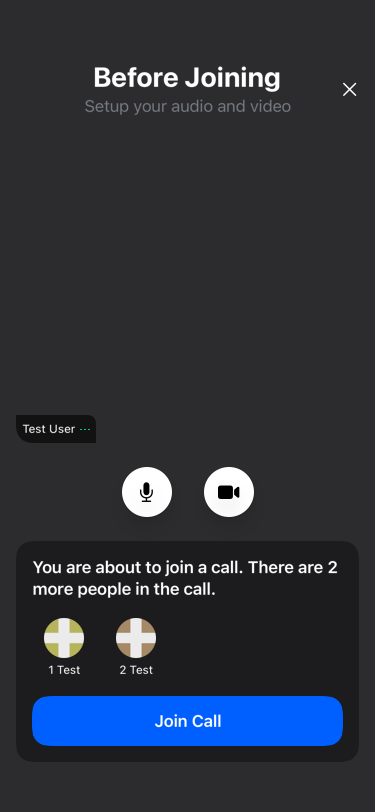 Before Joining
Setup your audio and video
Test User ···
You are about to join a call. There are 2
more people in the call.
1 Test
2 Test
Join Call